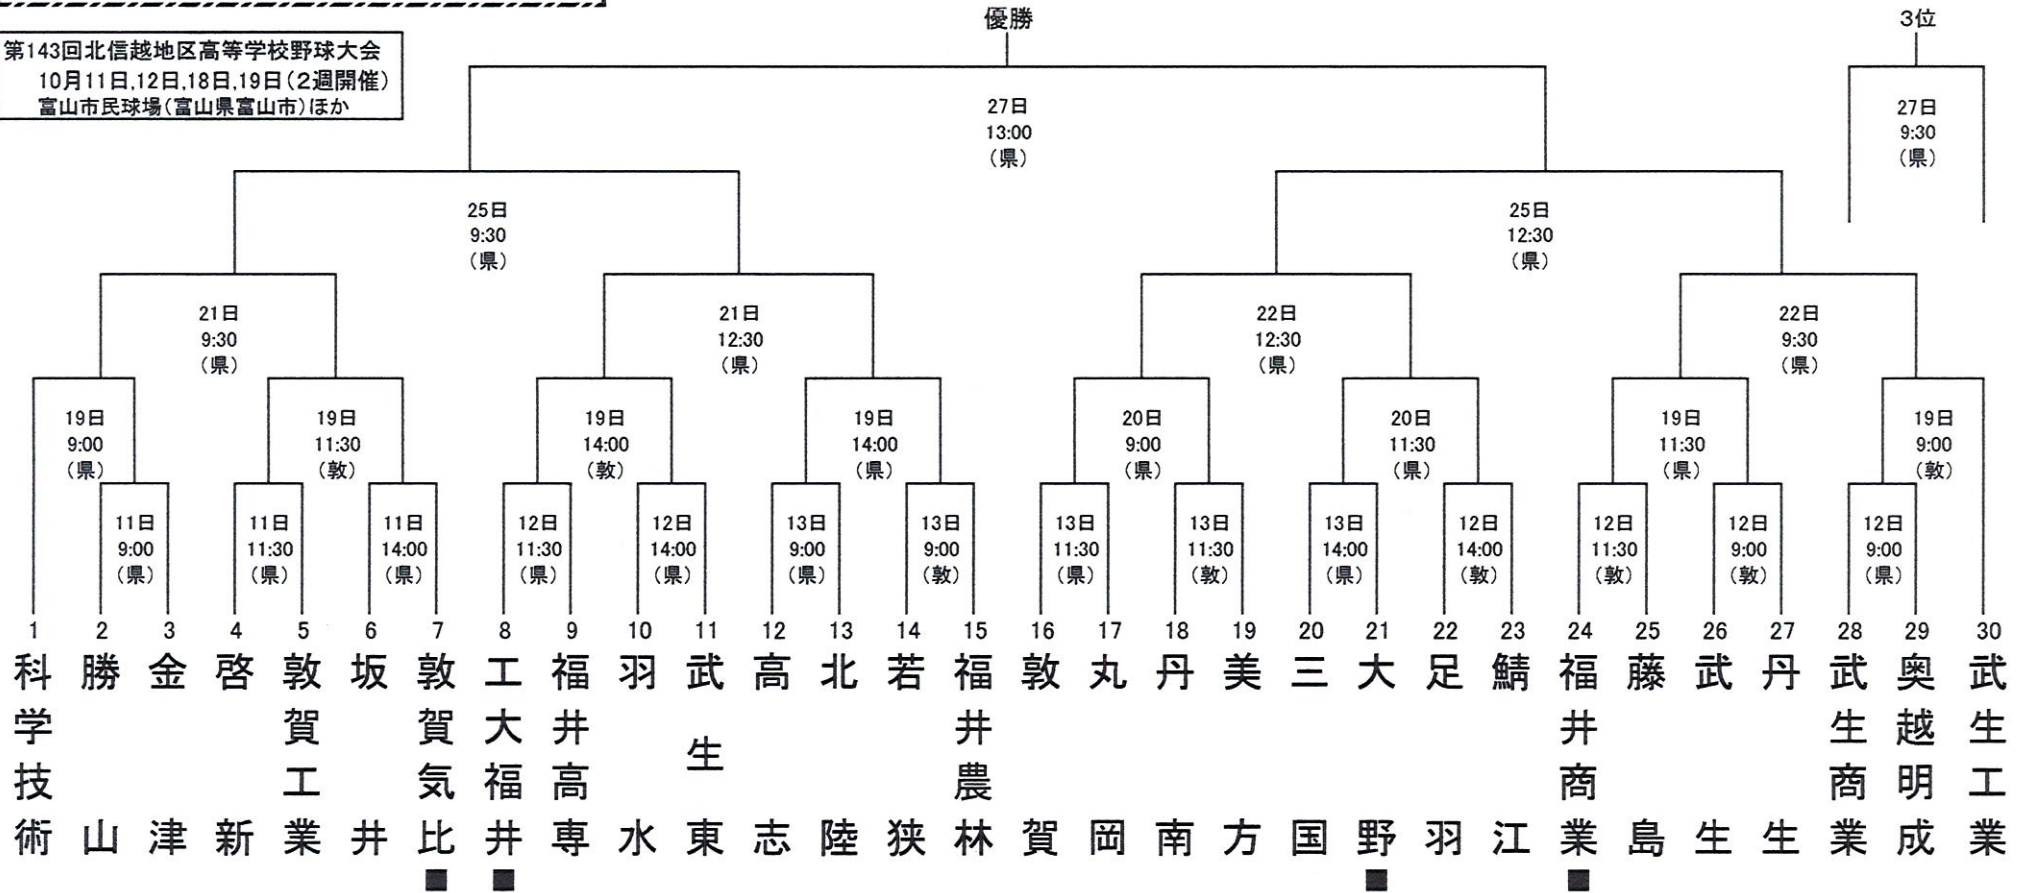 優勝
3位
第143回北信越地区高等学校野球大会
10月11日,12日,18日,19日(2週開催)
富山市民球場(富山県富山市)ほか
27日
13:00
(県)
27日
9:30
(県)
25日
9:30
(県)
25日
12:30
(県)
21日
9:30
(県)
21日
12:30
(県)
22日
12:30
(県)
22日
9:30
(県)
19日
9:00
(県)
19日
11:30
(敦)
19日
14:00
(敦)
19日
14:00
(県)
20日
9:00
(県)
20日
11:30
(県)
19日
11:30
(県)
19日
9:00
(敦)
11日
9:00
(県)
11日
11:30
(県)
11日
14:00
(県)
12日
11:30
(県)
12日
14:00
(県)
13日
9:00
(県)
13日
9:00
(敦)
13日
11:30
(県)
13日
11:30
(敦)
13日
14:00
(県)
12日
14:00
(敦)
12日
11:30
(敦)
12日
9:00
(敦)
12日
9:00
(県)
1 科学技術
2 勝山
3 金津
4 啓新
5 敦賀工業
6 坂井
7 敦賀気比 ■
8 工大福井 ■
9 福井高専
10 羽水
11 武生東
12 高志
13 北陸
14 若狭
15 福井農林
16 敦賀
17 丸岡
18 丹南
19 美方
20 三国
21 大野 ■
22 足羽
23 鯖江
24 福井商業 ■
25 藤島
26 武生
27 丹生
28 武生商業
29 奥越明成
30 武生工業